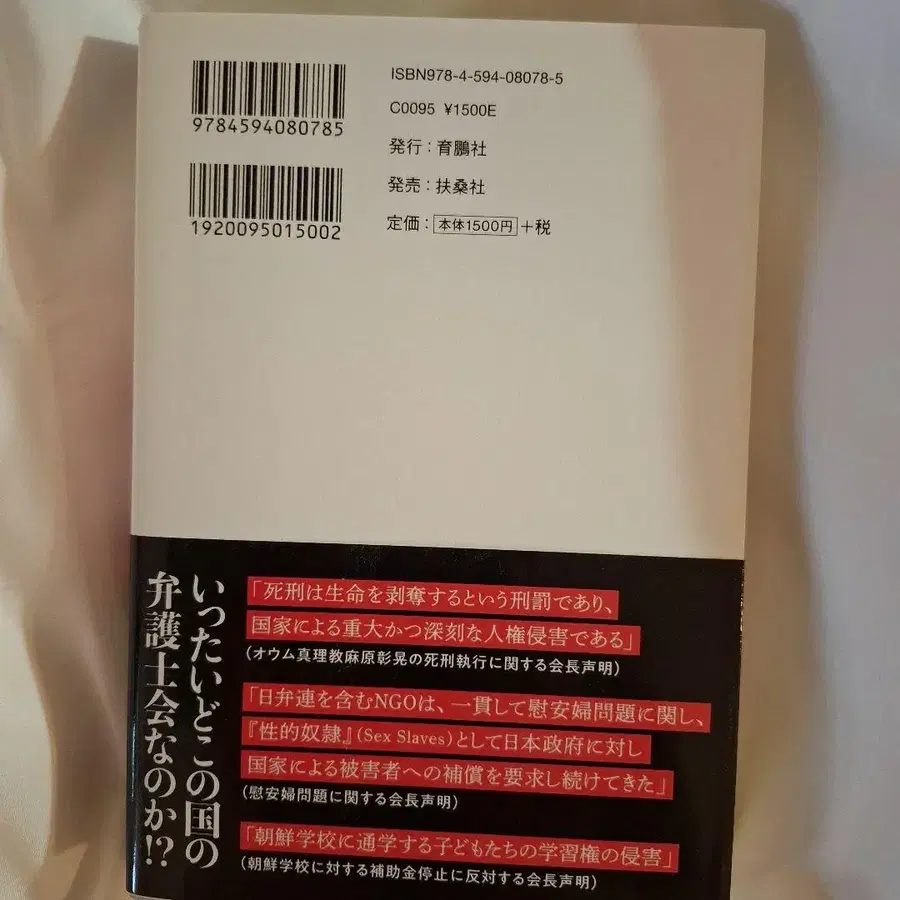 9784594080785
1920095015002
ISBN978-4-594-08078-5
C0095 ¥1500E
発行：育鵬社
発売：扶桑社
定価：本体1500円＋税
いったいどこの国の
弁護士会なのか!?
「死刑は生命を剥奪するという刑罰であり、
国家による重大かつ深刻な人権侵害である」
(オウム真理教麻原彰晃の死刑執行に関する会長声明)
「日弁連を含むNGOは、一貫して慰安婦問題に関し、
『性的奴隷』(Sex Slaves)として日本政府に対し
国家による被害者への補償を要求し続けてきた」
(慰安婦問題に関する会長声明)
「朝鮮学校に通学する子どもたちの学習権の侵害」
(朝鮮学校に対する補助金停止に反対する会長声明)